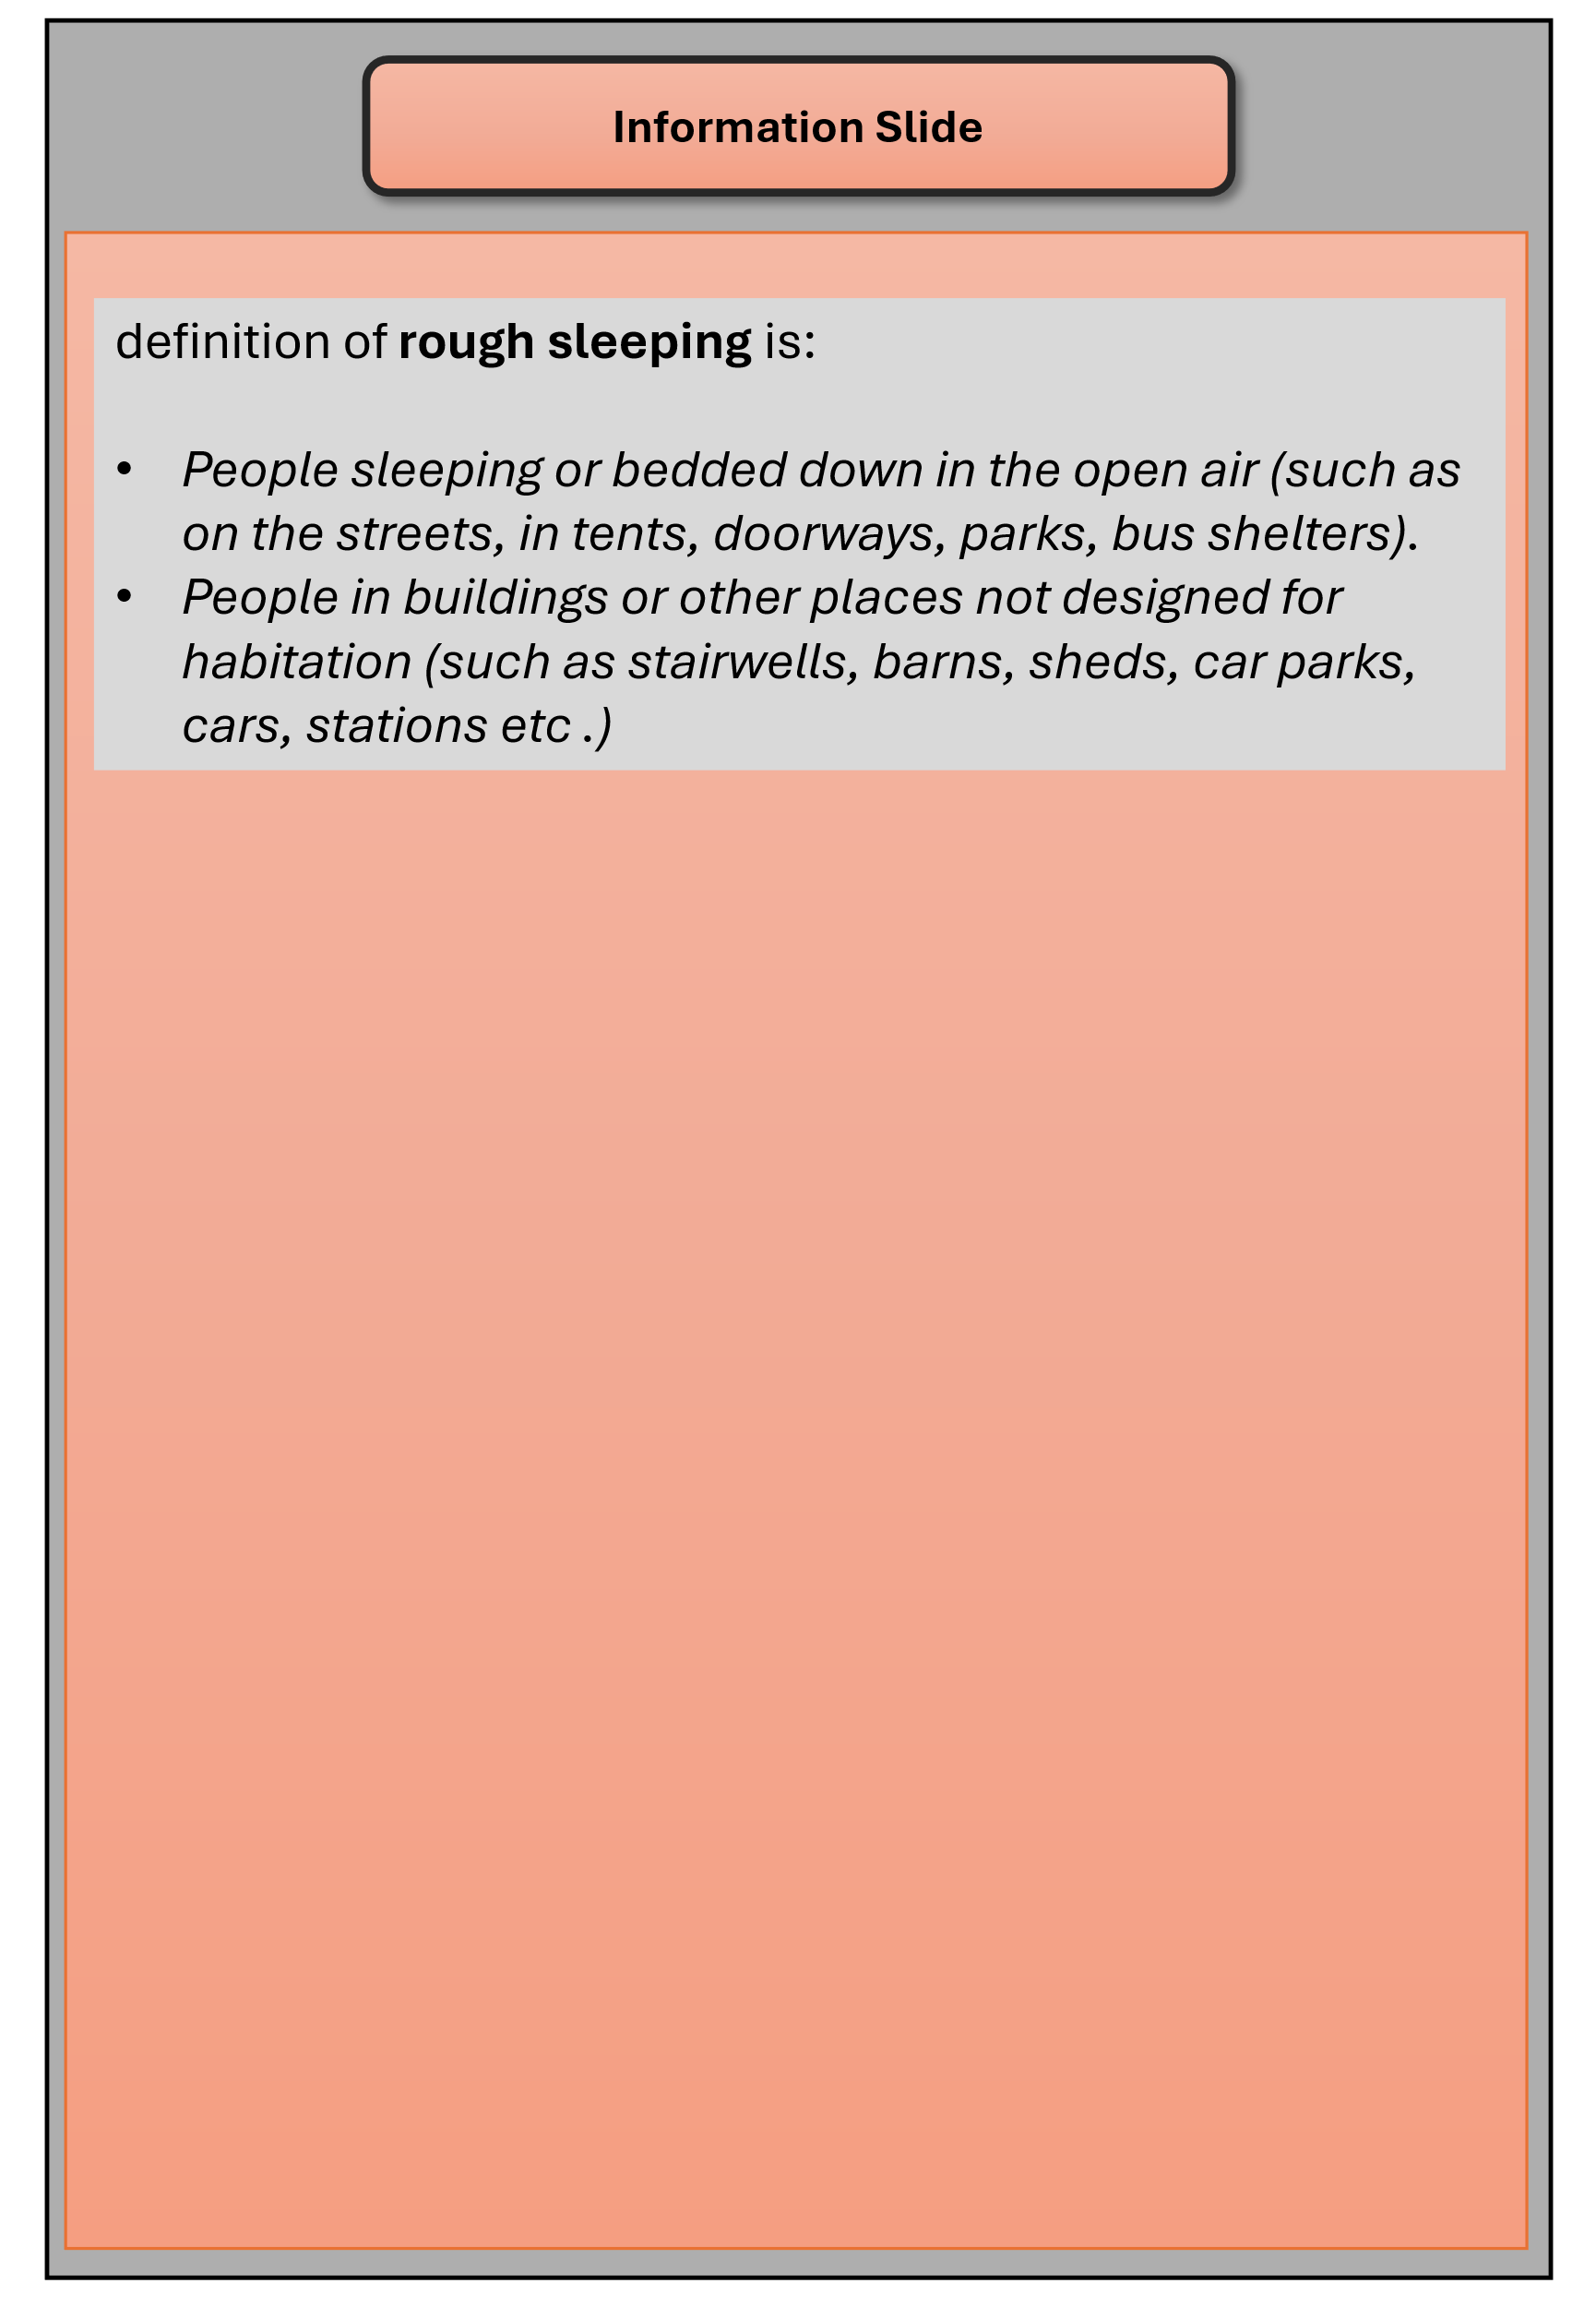 Information Slide
definition of rough sleeping is:
• People sleeping or bedded down in the open air (such as
on the streets, in tents, doorways, parks, bus shelters).
• People in buildings or other places not designed for
habitation (such as stairwells, barns, sheds, car parks,
cars, stations etc .)